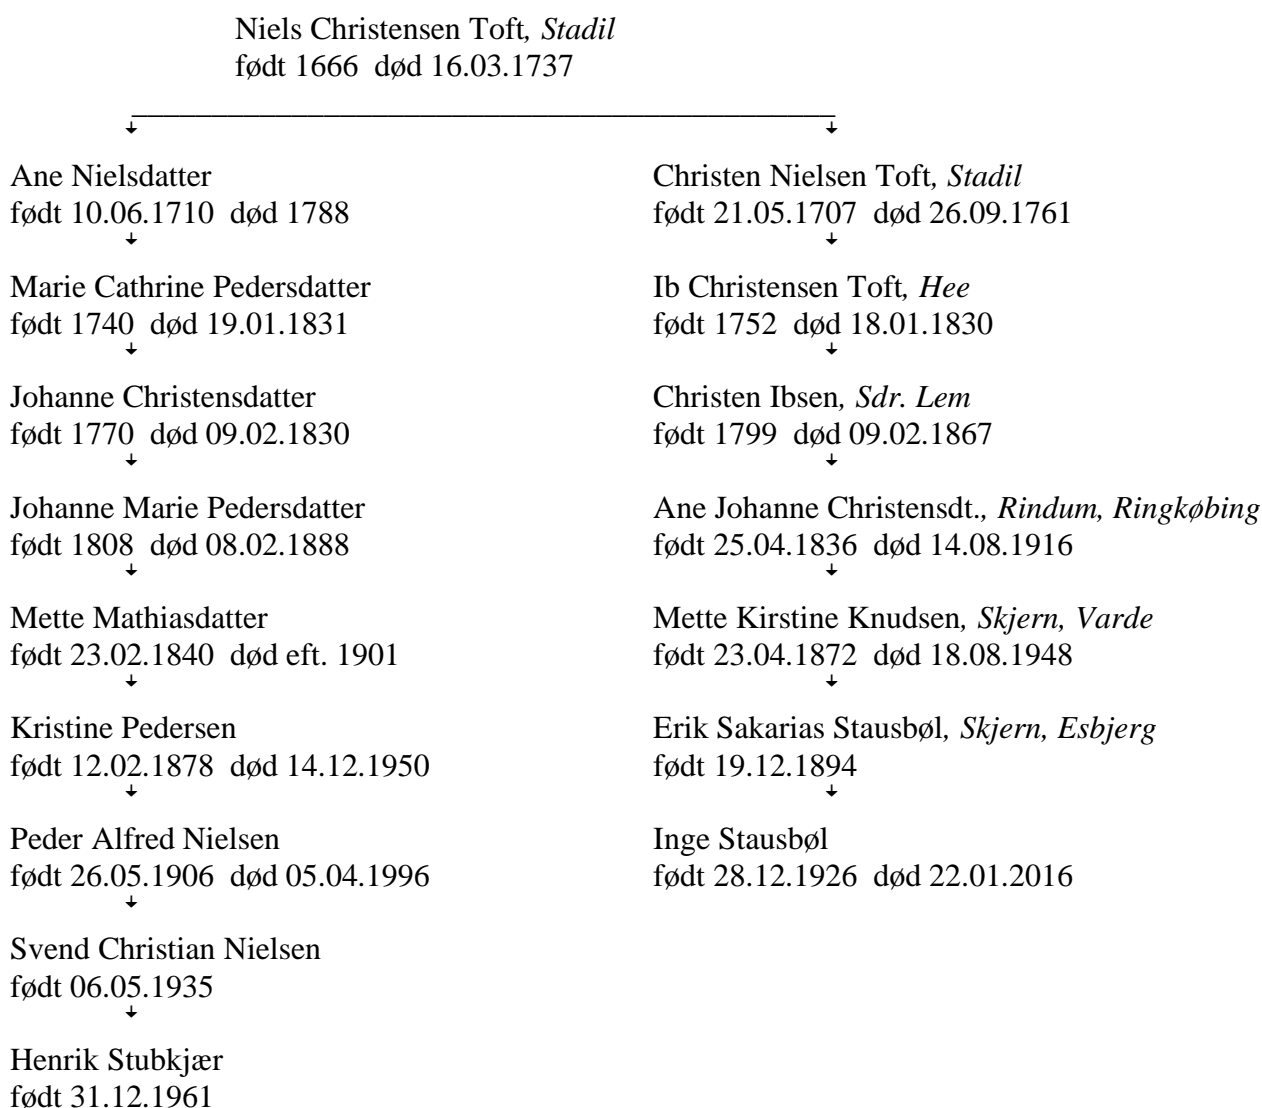 Niels Christensen Toft, Stadil
født 1666 død 16.03.1737
Ane Nielsdatter
født 10.06.1710 død 1788
Christen Nielsen Toft, Stadil
født 21.05.1707 død 26.09.1761
Marie Cathrine Pedersdatter
født 1740 død 19.01.1831
Ib Christensen Toft, Hee
født 1752 død 18.01.1830
Johanne Christensdatter
født 1770 død 09.02.1830
Christen Ibsen, Sdr. Lem
født 1799 død 09.02.1867
Johanne Marie Pedersdatter
født 1808 død 08.02.1888
Ane Johanne Christensdt., Rindum, Ringkøbing
født 25.04.1836 død 14.08.1916
Mette Mathiasdatter
født 23.02.1840 død eft. 1901
Mette Kirstine Knudsen, Skjern, Varde
født 23.04.1872 død 18.08.1948
Kristine Pedersen
født 12.02.1878 død 14.12.1950
Erik Sakarias Stausbøl, Skjern, Esbjerg
født 19.12.1894
Peder Alfred Nielsen
født 26.05.1906 død 05.04.1996
Inge Stausbøl
født 28.12.1926 død 22.01.2016
Svend Christian Nielsen
født 06.05.1935
Henrik Stubkjær
født 31.12.1961